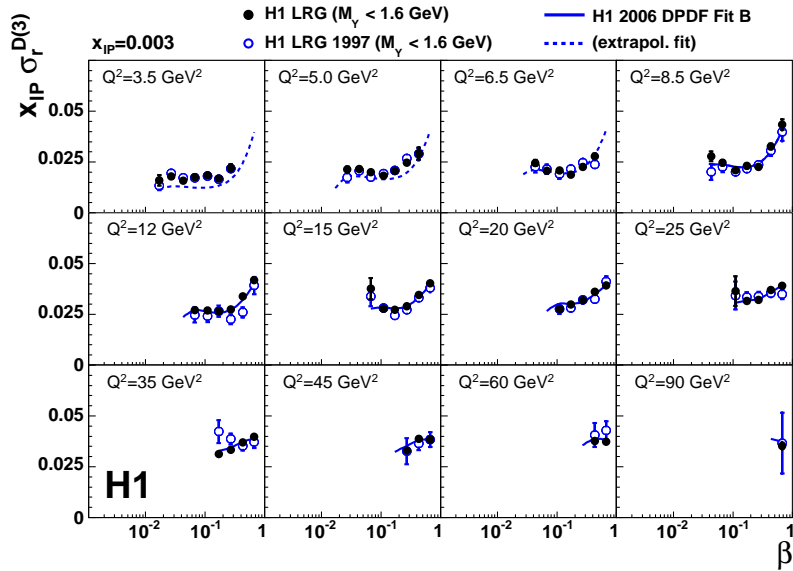 H1 LRG (M_Y < 1.6 GeV) H1 2006 DPDF Fit B
x_IP=0.003 H1 LRG 1997 (M_Y < 1.6 GeV) (extrapol. fit)
x_IP σ_r^D(3)
Q²=3.5 GeV² Q²=5.0 GeV² Q²=6.5 GeV² Q²=8.5 GeV²
0.05
0.025
0
Q²=12 GeV² Q²=15 GeV² Q²=20 GeV² Q²=25 GeV²
0.05
0.025
0
Q²=35 GeV² Q²=45 GeV² Q²=60 GeV² Q²=90 GeV²
0.05
0.025
0
H1
10⁻² 10⁻¹ 1 10⁻² 10⁻¹ 1 10⁻² 10⁻¹ 1 10⁻² 10⁻¹ 1
β